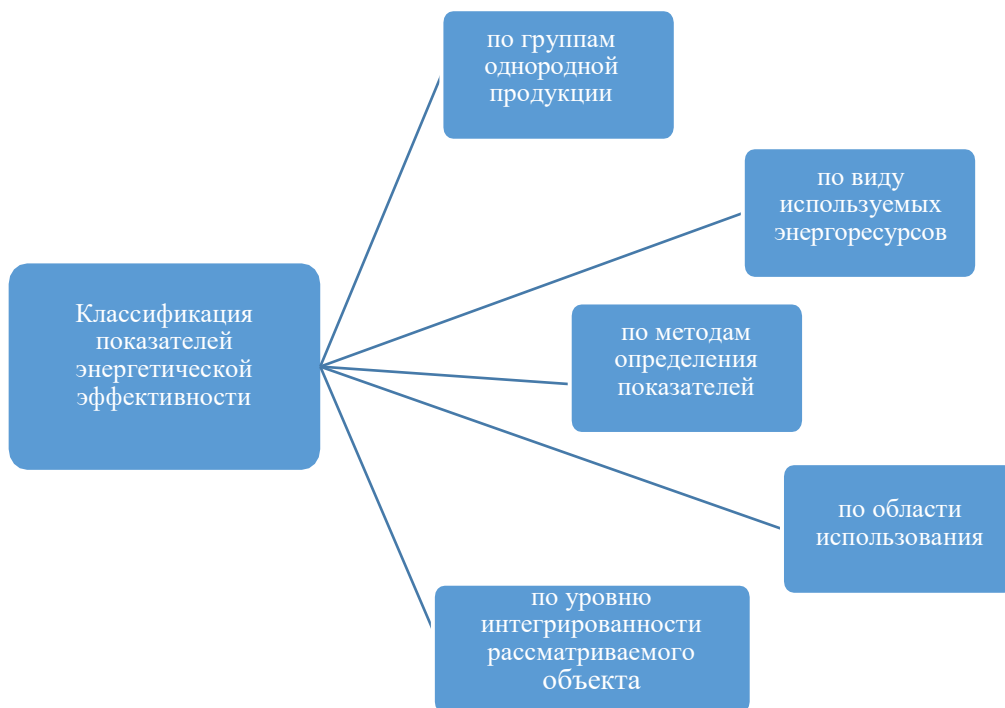 по группам
однородной
продукции
по виду
используемых
энергоресурсов
Классификация
показателей
энергетической
эффективности
по методам
определения
показателей
по области
использования
по уровню
интегрированности
рассматриваемого
объекта